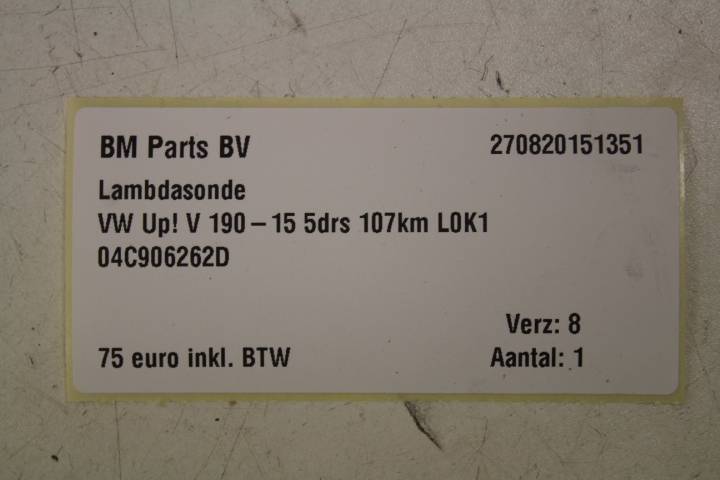 BM Parts BV 270820151351
Lambdasonde
VW Up! V 190 – 15 5drs 107km L0K1
04C906262D
Verz: 8
75 euro inkl. BTW Aantal: 1